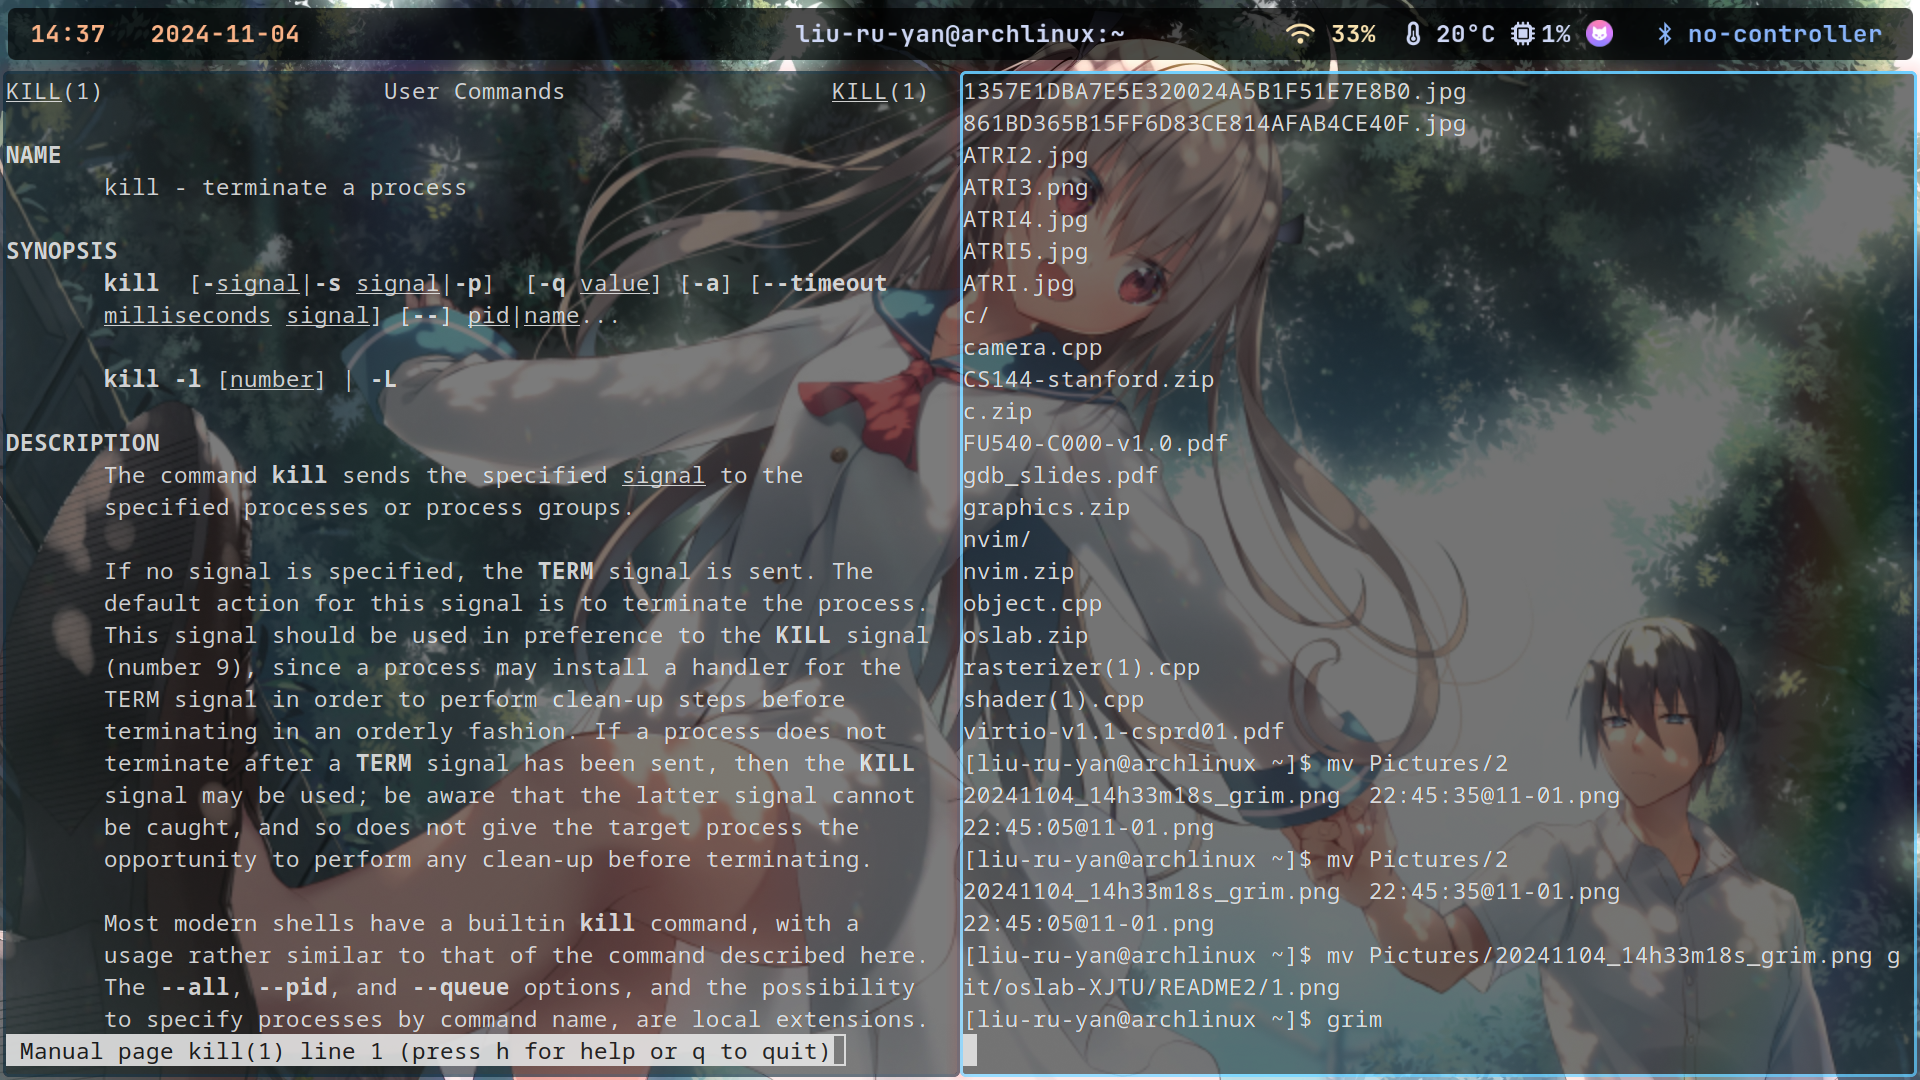 14:37 2024-11-04 liu-ru-yan@archlinux:~ 33% 20°C 1% no-controller
KILL(1) User Commands KILL(1)
NAME
kill - terminate a process
SYNOPSIS
kill [-signal|-s signal|-p] [-q value] [-a] [--timeout
milliseconds signal] [--] pid|name...
kill -l [number] | -L
DESCRIPTION
The command kill sends the specified signal to the
specified processes or process groups.
If no signal is specified, the TERM signal is sent. The
default action for this signal is to terminate the process.
This signal should be used in preference to the KILL signal
(number 9), since a process may install a handler for the
TERM signal in order to perform clean-up steps before
terminating in an orderly fashion. If a process does not
terminate after a TERM signal has been sent, then the KILL
signal may be used; be aware that the latter signal cannot
be caught, and so does not give the target process the
opportunity to perform any clean-up before terminating.
Most modern shells have a builtin kill command, with a
usage rather similar to that of the command described here.
The --all, --pid, and --queue options, and the possibility
to specify processes by command name, are local extensions.
Manual page kill(1) line 1 (press h for help or q to quit)
1357E1DBA7E5E320024A5B1F51E7E8B0.jpg
861BD365B15FF6D83CE814AFAB4CE40F.jpg
ATRI2.jpg
ATRI3.png
ATRI4.jpg
ATRI5.jpg
ATRI.jpg
c/
camera.cpp
CS144-stanford.zip
c.zip
FU540-C000-v1.0.pdf
gdb_slides.pdf
graphics.zip
nvim/
nvim.zip
object.cpp
oslab.zip
rasterizer(1).cpp
shader(1).cpp
virtio-v1.1-csprd01.pdf
[liu-ru-yan@archlinux ~]$ mv Pictures/2
20241104_14h33m18s_grim.png 22:45:35@11-01.png
22:45:05@11-01.png
[liu-ru-yan@archlinux ~]$ mv Pictures/2
20241104_14h33m18s_grim.png 22:45:35@11-01.png
22:45:05@11-01.png
[liu-ru-yan@archlinux ~]$ mv Pictures/20241104_14h33m18s_grim.png g
it/oslab-XJTU/README2/1.png
[liu-ru-yan@archlinux ~]$ grim